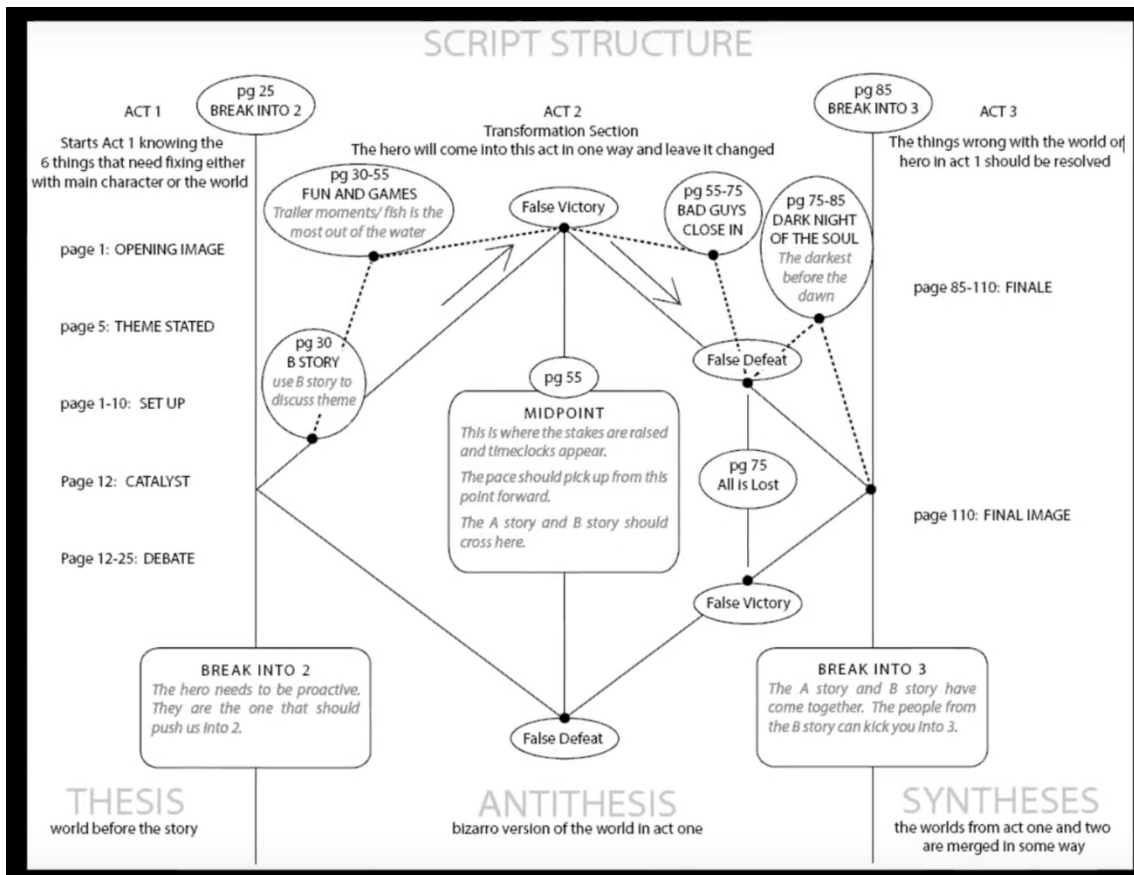 SCRIPT STRUCTURE
pg 25
BREAK INTO 2
pg 85
BREAK INTO 3
ACT 1
Starts Act 1 knowing the
6 things that need fixing either
with main character or the world
ACT 2
Transformation Section
The hero will come into this act in one way and leave it changed
ACT 3
The things wrong with the world or
hero in act 1 should be resolved
page 1: OPENING IMAGE
page 5: THEME STATED
page 1-10: SET UP
Page 12: CATALYST
Page 12-25: DEBATE
pg 30-55
FUN AND GAMES
Trailer moments/ fish is the
most out of the water
False Victory
pg 55-75
BAD GUYS
CLOSE IN
pg 75-85
DARK NIGHT
OF THE SOUL
The darkest
before the
dawn
pg 30
B STORY
use B story to
discuss theme
pg 55
MIDPOINT
This is where the stakes are raised
and timeclocks appear.
The pace should pick up from this
point forward.
The A story and B story should
cross here.
False Defeat
pg 75
All is Lost
False Victory
False Defeat
page 85-110: FINALE
page 110: FINAL IMAGE
BREAK INTO 2
The hero needs to be proactive.
They are the one that should
push us into 2.
BREAK INTO 3
The A story and B story have
come together. The people from
the B story can kick you into 3.
THESIS
world before the story
ANTITHESIS
bizarro version of the world in act one
SYNTHESES
the worlds from act one and two
are merged in some way